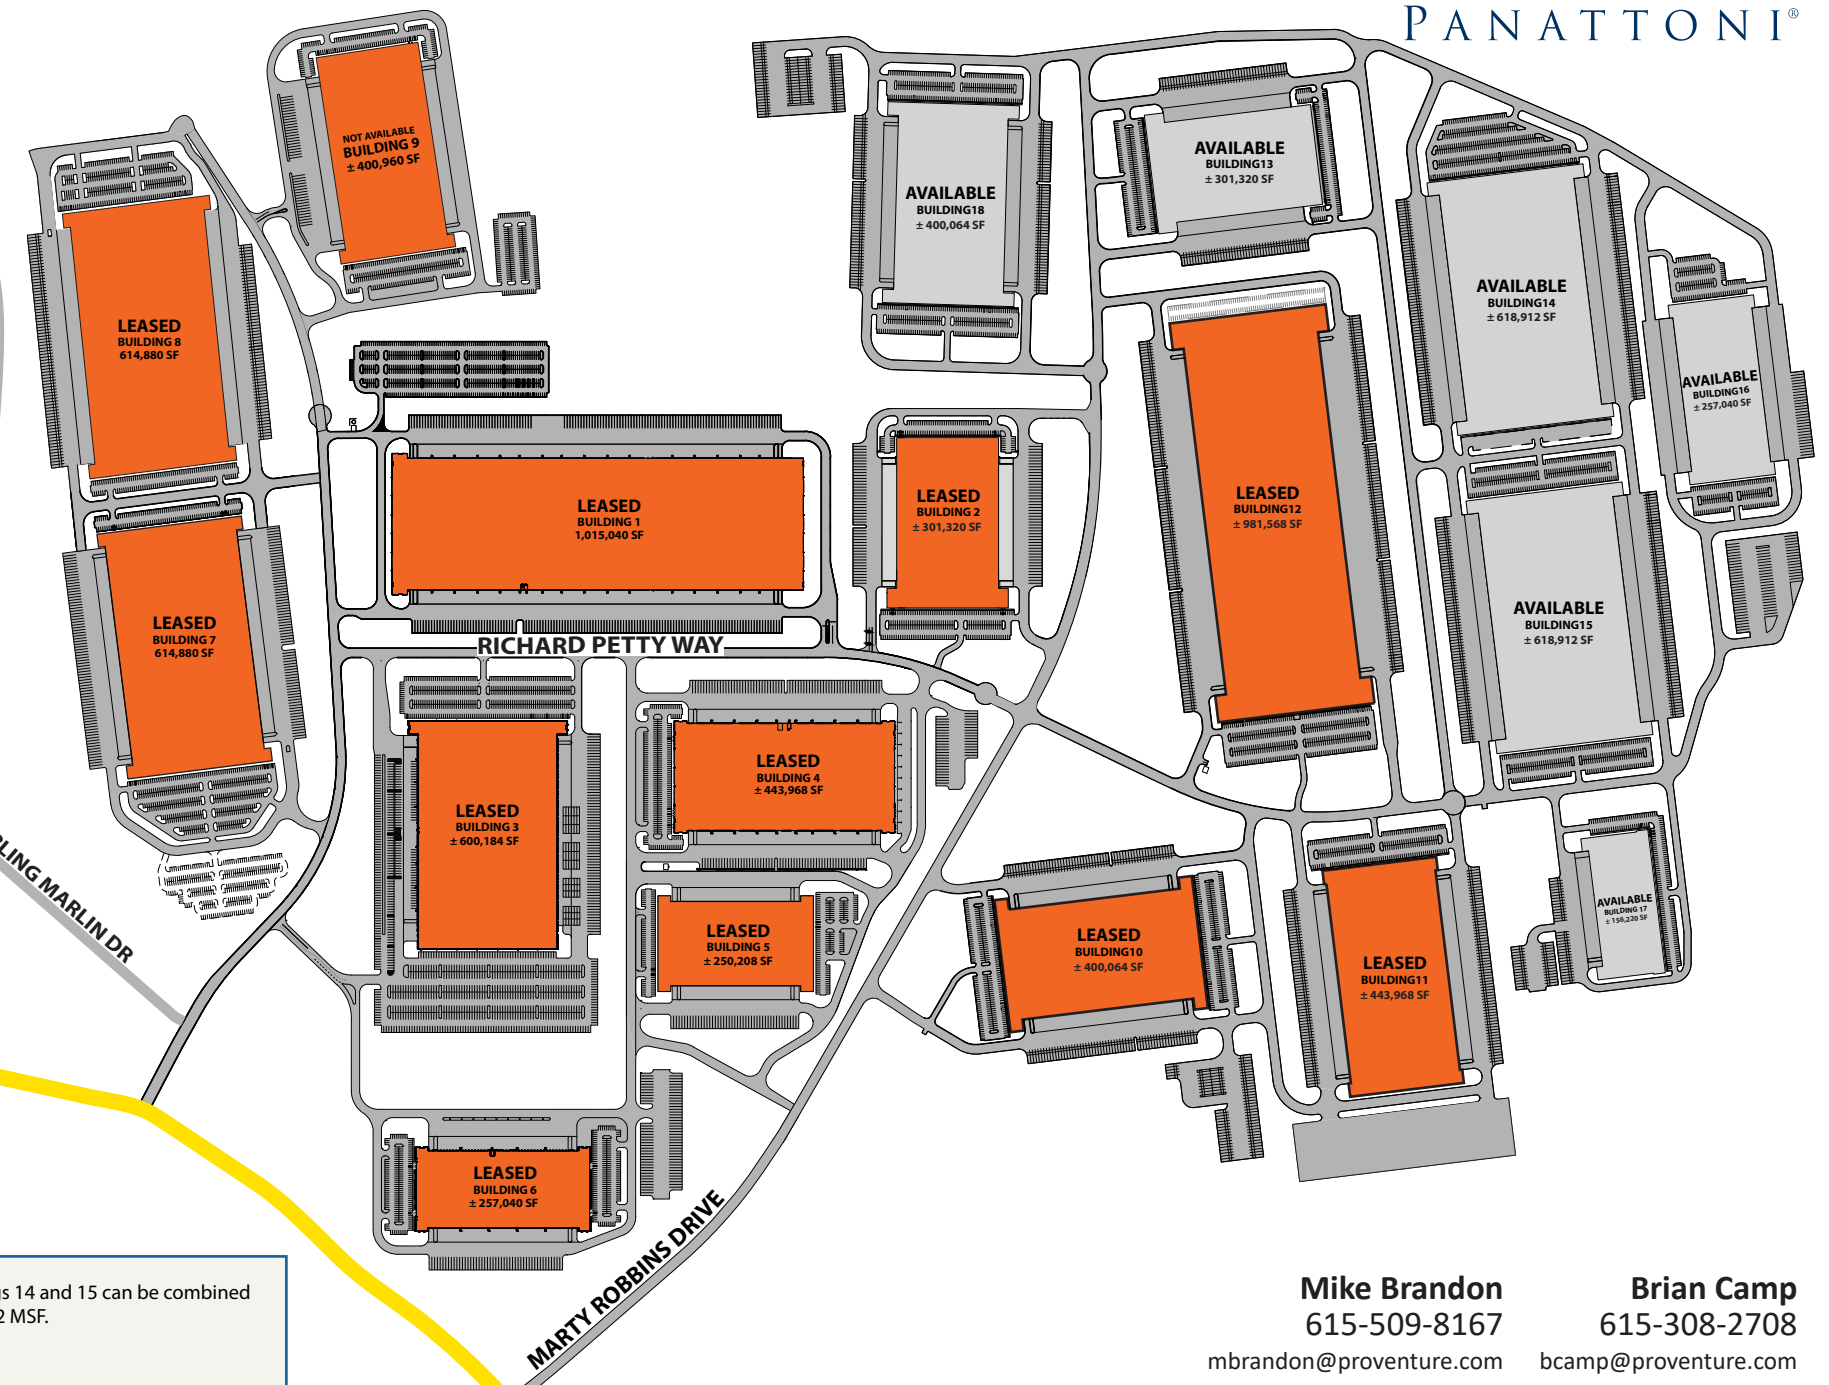 PANATTONI®
NOT AVAILABLE
BUILDING 9
± 400,960 SF
AVAILABLE
BUILDING18
± 400,064 SF
AVAILABLE
BUILDING13
± 301,320 SF
AVAILABLE
BUILDING14
± 618,912 SF
AVAILABLE
BUILDING16
± 257,040 SF
LEASED
BUILDING 8
614,880 SF
LEASED
BUILDING 1
1,015,040 SF
LEASED
BUILDING 2
± 301,320 SF
LEASED
BUILDING12
± 981,568 SF
LEASED
BUILDING 7
614,880 SF
AVAILABLE
BUILDING15
± 618,912 SF
RICHARD PETTY WAY
LEASED
BUILDING 3
± 600,184 SF
LEASED
BUILDING 4
± 443,968 SF
LEASED
BUILDING 5
± 250,208 SF
LEASED
BUILDING10
± 400,064 SF
LEASED
BUILDING11
± 443,968 SF
AVAILABLE
BUILDING 17
± 156,220 SF
LING MARLIN DR
LEASED
BUILDING 6
± 257,040 SF
MARTY ROBBINS DRIVE
s 14 and 15 can be combined
2 MSF.
Mike Brandon
615-509-8167
mbrandon@proventure.com
Brian Camp
615-308-2708
bcamp@proventure.com